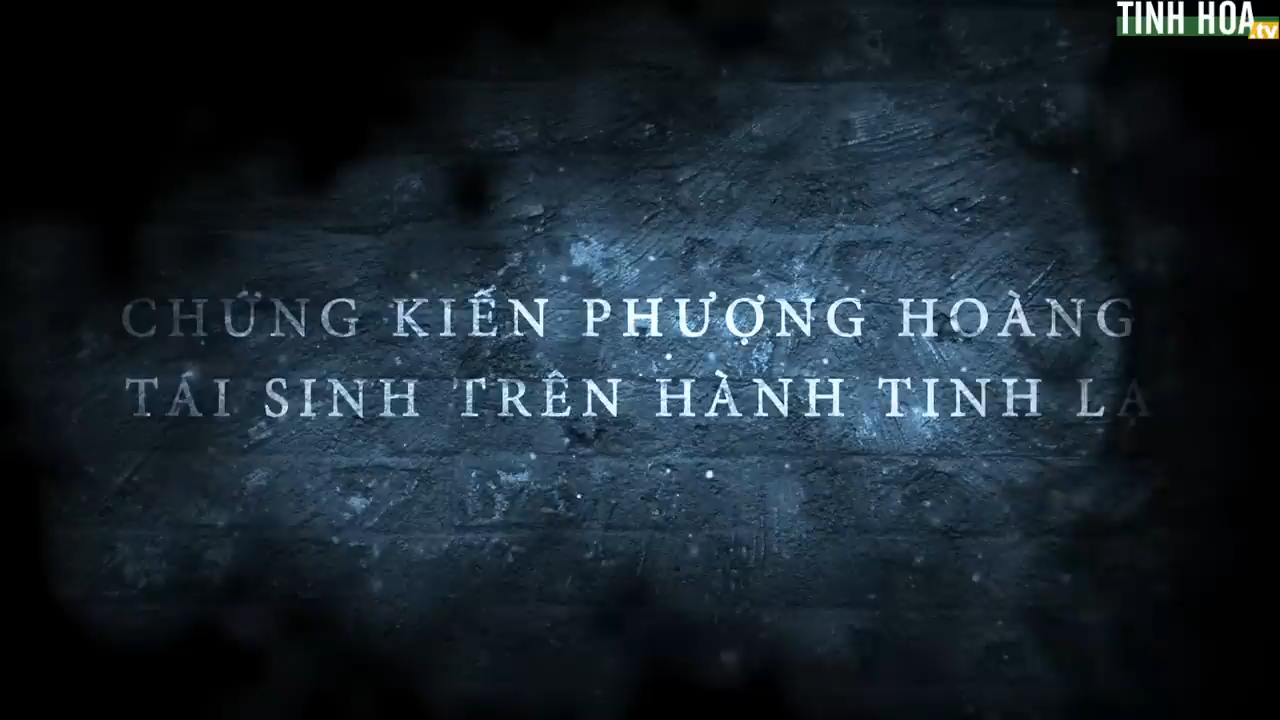 TINH HOA
.tv
CHỨNG KIẾN PHƯỢNG HOÀNG
TÁI SINH TRÊN HÀNH TINH LA